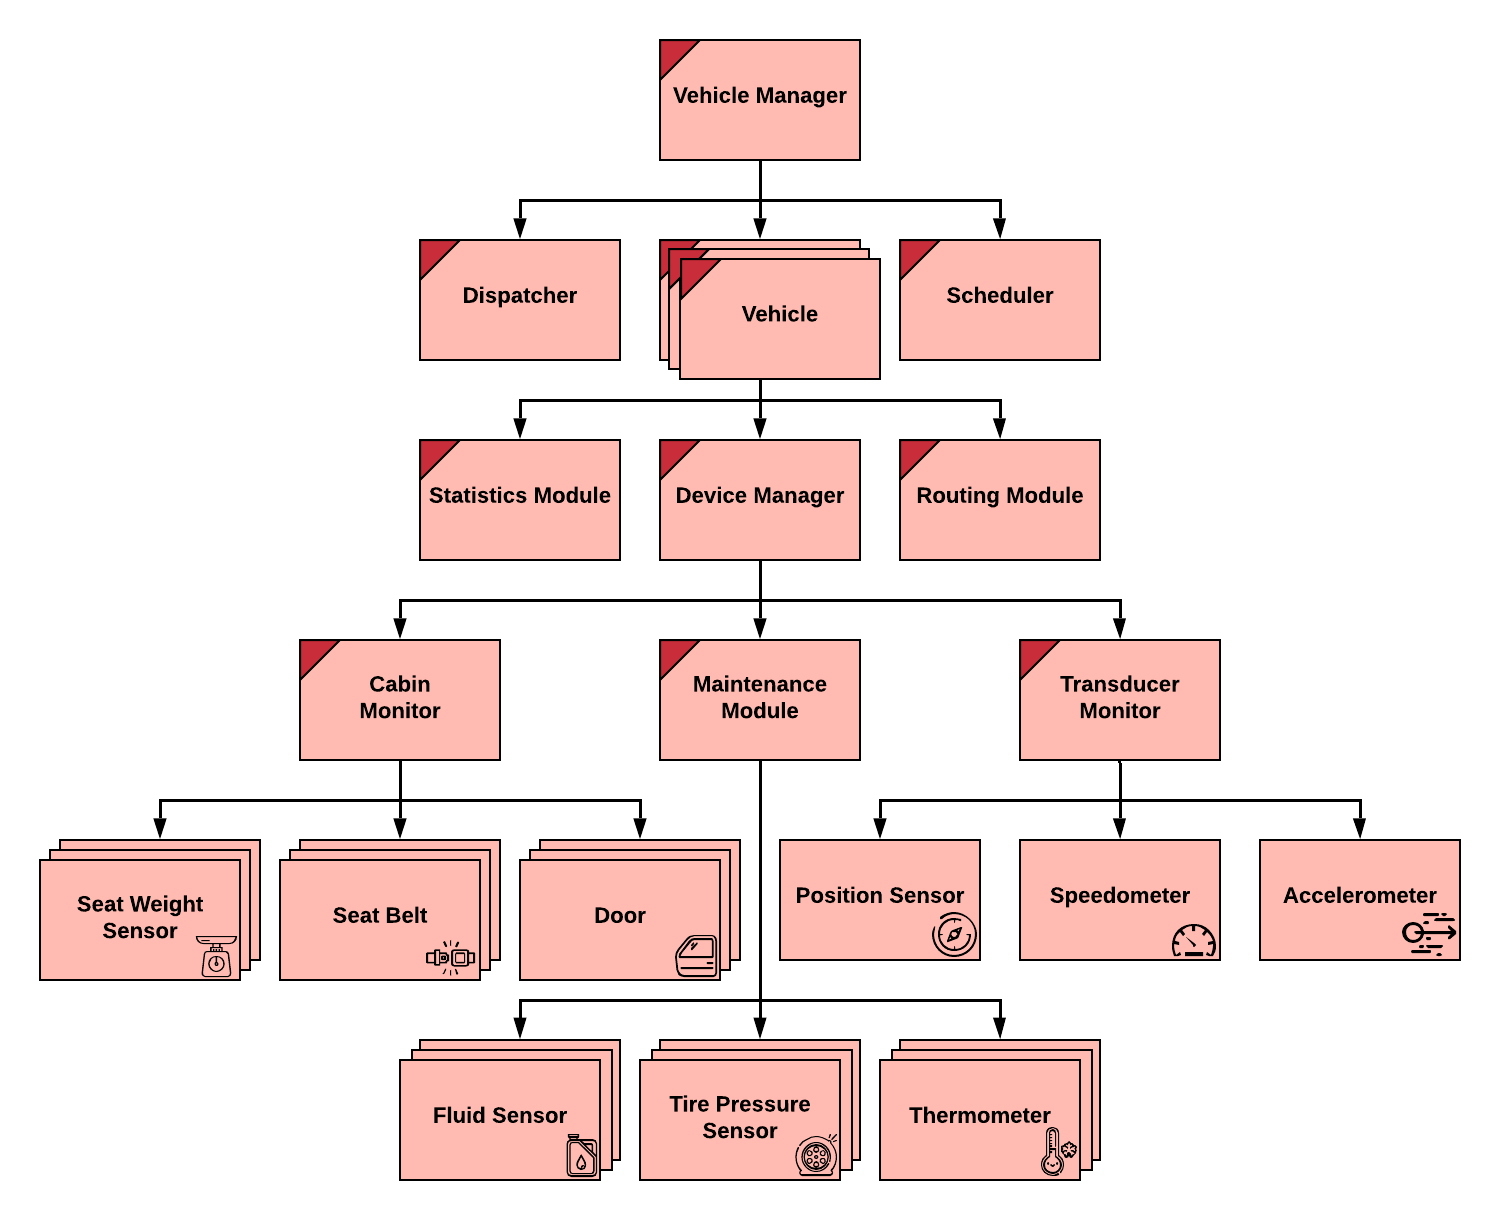 Vehicle Manager
Dispatcher
Vehicle
Scheduler
Statistics Module
Device Manager
Routing Module
Cabin
Monitor
Maintenance
Module
Transducer
Monitor
Seat Weight
Sensor
Seat Belt
Door
Position Sensor
Speedometer
Accelerometer
Fluid Sensor
Tire Pressure
Sensor
Thermometer